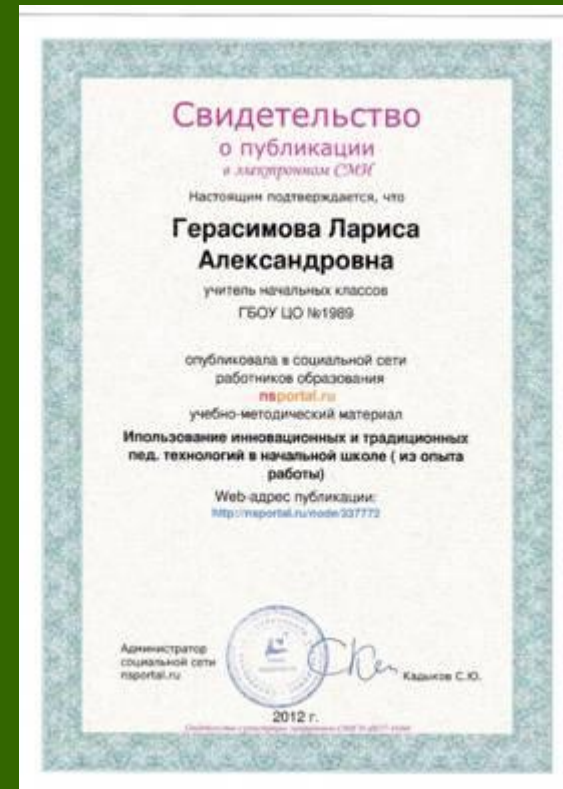 Свидетельство
о публикации
в электронном СМИ
Настоящим подтверждается, что
Герасимова Лариса
Александровна
учитель начальных классов
ГБОУ ЦО №1989
опубликовала в социальной сети
работников образования
nsportal.ru
учебно-методический материал
Ипользование инновационных и традиционных
пед. технологий в начальной школе ( из опыта
работы)
Web-адрес публикации:
http://nsportal.ru/node/337772
Администратор
социальной сети
nsportal.ru
Кадыков С.Ю.
2012 г.